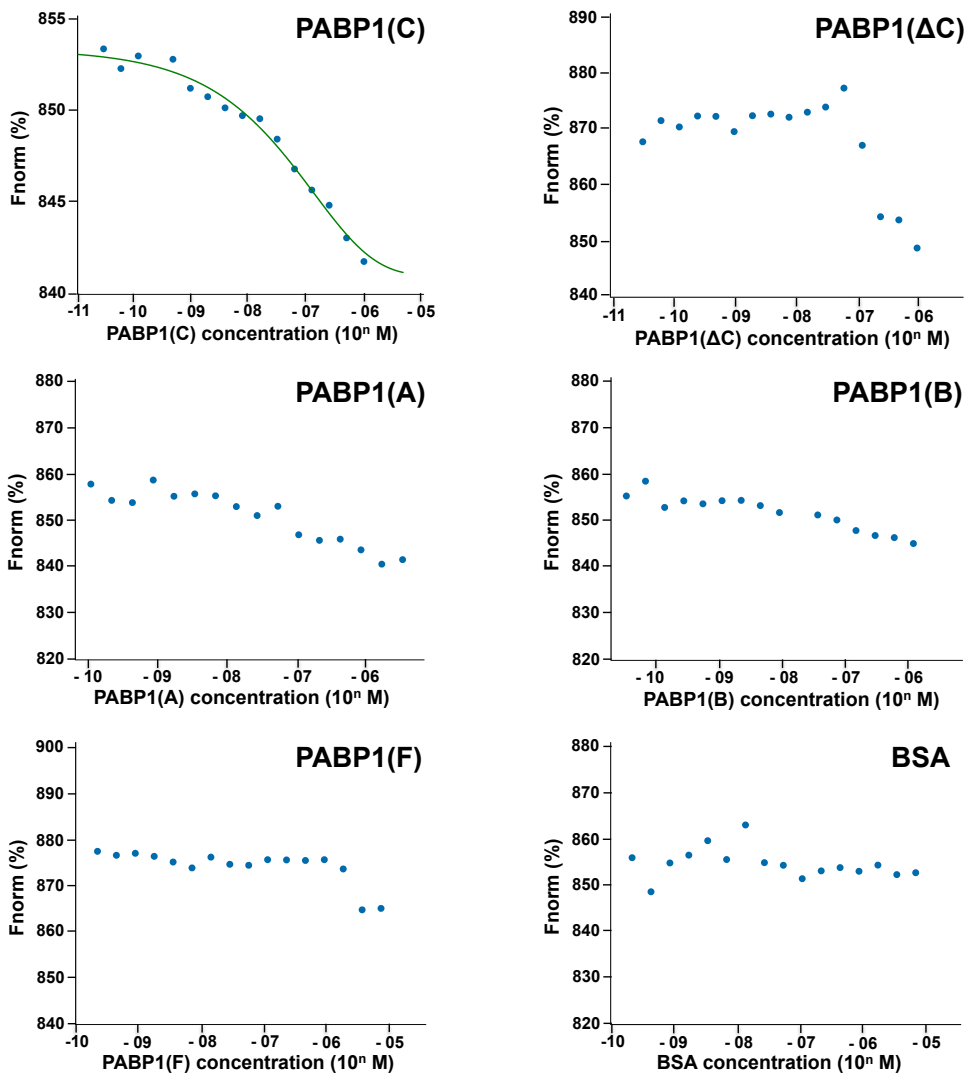 PABP1(C)
855
850
845
840
Fnorm (%)
-11 - 10 - 09 - 08 - 07 - 06 - 05
PABP1(C) concentration (10ⁿ M)
PABP1(ΔC)
890
880
870
860
850
840
Fnorm (%)
-11 - 10 - 09 - 08 - 07 - 06
PABP1(ΔC) concentration (10ⁿ M)
PABP1(A)
880
870
860
850
840
830
820
Fnorm (%)
- 10 - 09 - 08 - 07 - 06
PABP1(A) concentration (10ⁿ M)
PABP1(B)
880
870
860
850
840
830
820
Fnorm (%)
- 10 - 09 - 08 - 07 - 06
PABP1(B) concentration (10ⁿ M)
PABP1(F)
900
890
880
870
860
850
840
Fnorm (%)
-10 - 09 - 08 - 07 - 06 - 05
PABP1(F) concentration (10ⁿ M)
BSA
880
870
860
850
840
830
820
Fnorm (%)
- 10 - 09 - 08 - 07 - 06 - 05
BSA concentration (10ⁿ M)